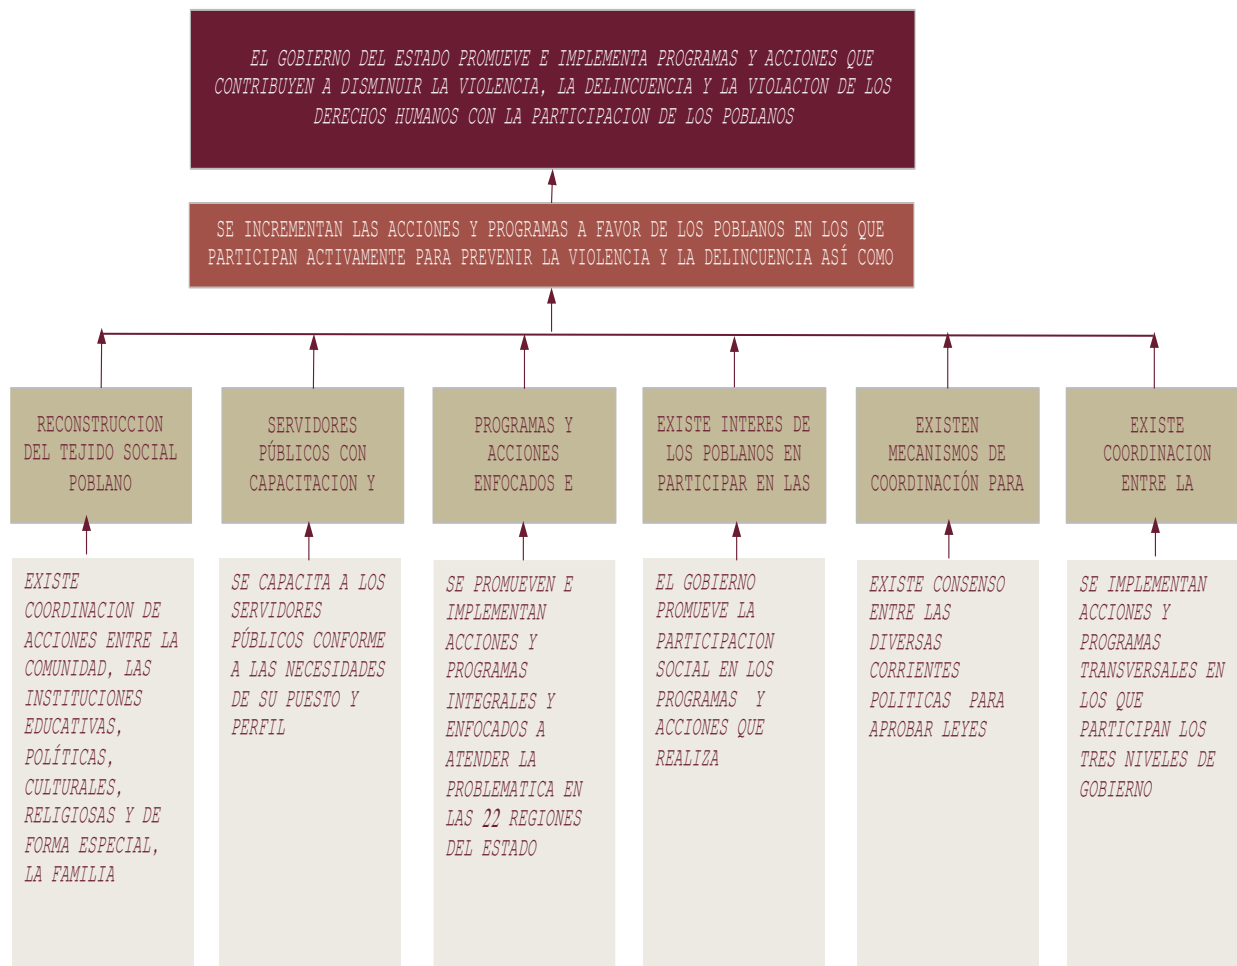 EL GOBIERNO DEL ESTADO PROMUEVE E IMPLEMENTA PROGRAMAS Y ACCIONES QUE
CONTRIBUYEN A DISMINUIR LA VIOLENCIA, LA DELINCUENCIA Y LA VIOLACION DE LOS
DERECHOS HUMANOS CON LA PARTICIPACION DE LOS POBLANOS
SE INCREMENTAN LAS ACCIONES Y PROGRAMAS A FAVOR DE LOS POBLANOS EN LOS QUE
PARTICIPAN ACTIVAMENTE PARA PREVENIR LA VIOLENCIA Y LA DELINCUENCIA ASÍ COMO
RECONSTRUCCION
DEL TEJIDO SOCIAL
POBLANO
SERVIDORES
PÚBLICOS CON
CAPACITACION Y
PROGRAMAS Y
ACCIONES
ENFOCADOS E
EXISTE INTERES DE
LOS POBLANOS EN
PARTICIPAR EN LAS
EXISTEN
MECANISMOS DE
COORDINACIÓN PARA
EXISTE
COORDINACION
ENTRE LA
EXISTE
COORDINACION DE
ACCIONES ENTRE LA
COMUNIDAD, LAS
INSTITUCIONES
EDUCATIVAS,
POLÍTICAS,
CULTURALES,
RELIGIOSAS Y DE
FORMA ESPECIAL,
LA FAMILIA
SE CAPACITA A LOS
SERVIDORES
PÚBLICOS CONFORME
A LAS NECESIDADES
DE SU PUESTO Y
PERFIL
SE PROMUEVEN E
IMPLEMENTAN
ACCIONES Y
PROGRAMAS
INTEGRALES Y
ENFOCADOS A
ATENDER LA
PROBLEMATICA EN
LAS 22 REGIONES
DEL ESTADO
EL GOBIERNO
PROMUEVE LA
PARTICIPACION
SOCIAL EN LOS
PROGRAMAS  Y
ACCIONES QUE
REALIZA
EXISTE CONSENSO
ENTRE LAS
DIVERSAS
CORRIENTES
POLITICAS  PARA
APROBAR LEYES
SE IMPLEMENTAN
ACCIONES Y
PROGRAMAS
TRANSVERSALES EN
LOS QUE
PARTICIPAN LOS
TRES NIVELES DE
GOBIERNO